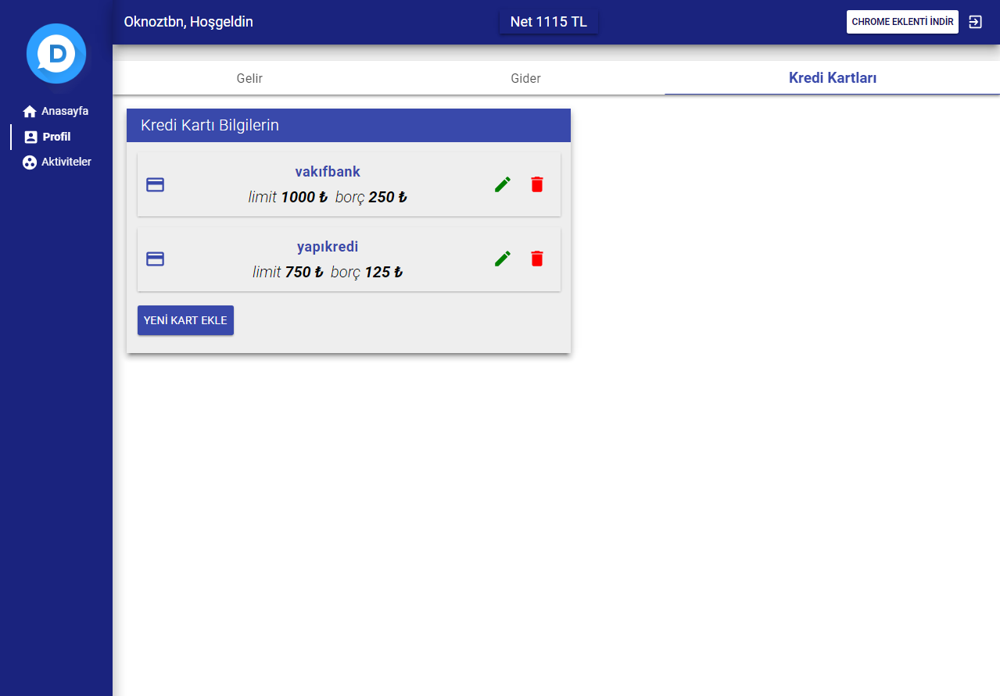 Oknoztbn, Hoşgeldin
Net 1115 TL
CHROME EKLENTİ İNDİR
D
Anasayfa
Profil
Aktiviteler
Gelir
Gider
Kredi Kartları
Kredi Kartı Bilgilerin
vakıfbank
limit 1000 ₺ borç 250 ₺
yapıkredi
limit 750 ₺ borç 125 ₺
YENİ KART EKLE